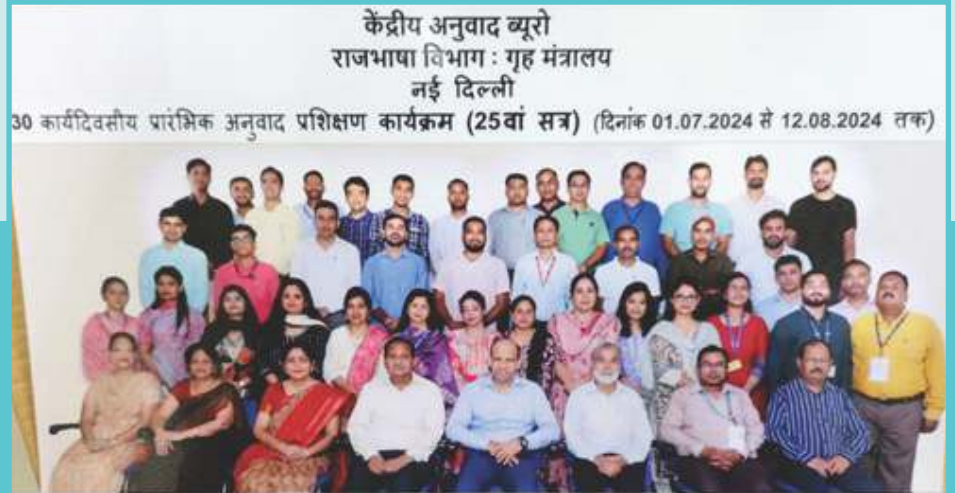 केंद्रीय अनुवाद ब्यूरो
राजभाषा विभाग : गृह मंत्रालय
नई दिल्ली
30 कार्यदिवसीय प्रारंभिक अनुवाद प्रशिक्षण कार्यक्रम (25वां सत्र) (दिनांक 01.07.2024 से 12.08.2024 तक)